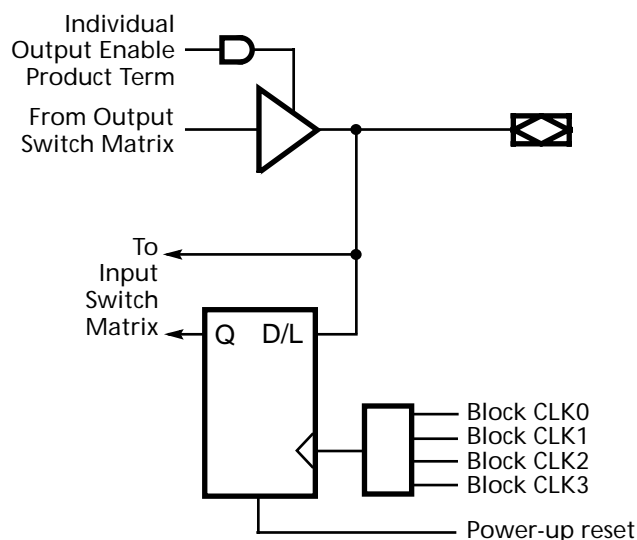 Individual
Output Enable
Product Term
From Output
Switch Matrix
To
Input
Switch
Matrix
Q D/L
Block CLK0
Block CLK1
Block CLK2
Block CLK3
Power-up reset